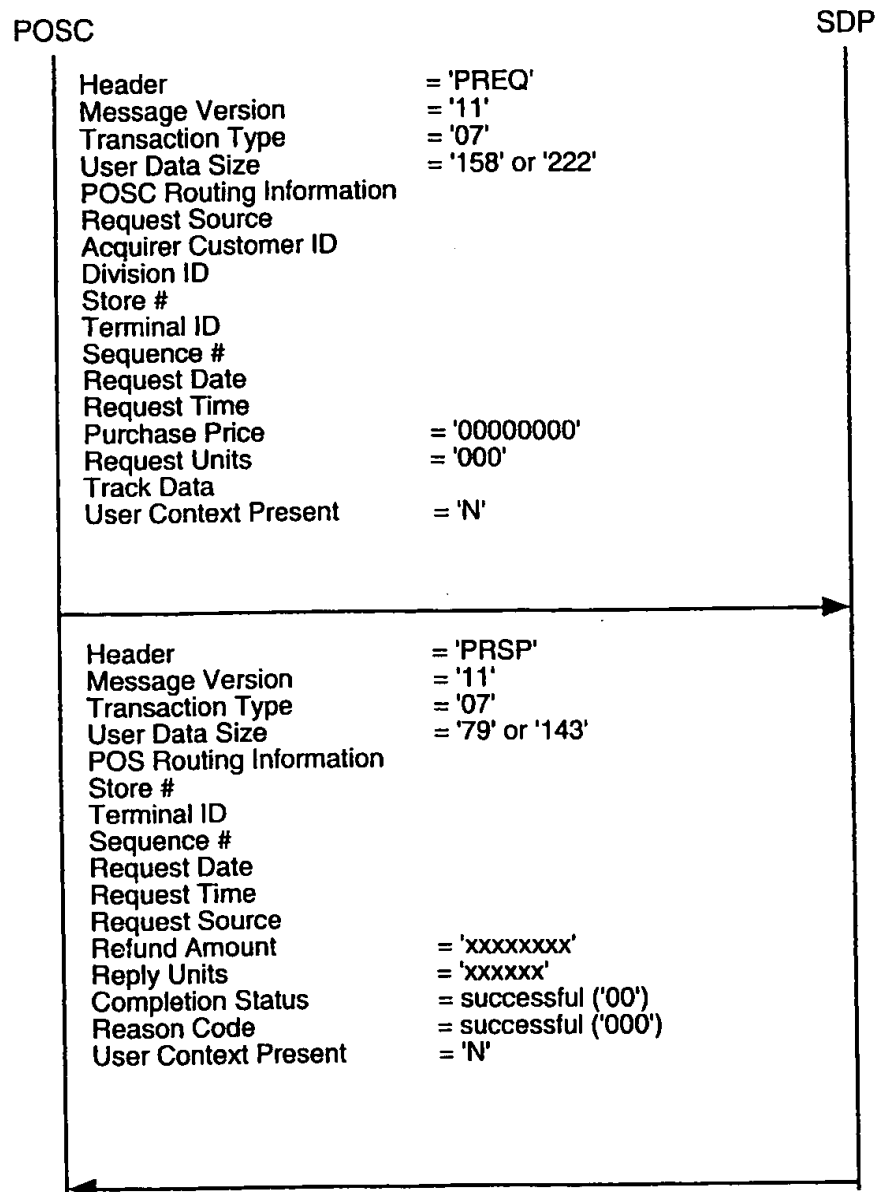 POSC SDP
Header = 'PREQ'
Message Version = '11'
Transaction Type = '07'
User Data Size = '158' or '222'
POSC Routing Information
Request Source
Acquirer Customer ID
Division ID
Store #
Terminal ID
Sequence #
Request Date
Request Time
Purchase Price = '00000000'
Request Units = '000'
Track Data
User Context Present = 'N'
Header = 'PRSP'
Message Version = '11'
Transaction Type = '07'
User Data Size = '79' or '143'
POS Routing Information
Store #
Terminal ID
Sequence #
Request Date
Request Time
Request Source
Refund Amount = 'xxxxxxxx'
Reply Units = 'xxxxxx'
Completion Status = successful ('00')
Reason Code = successful ('000')
User Context Present = 'N'